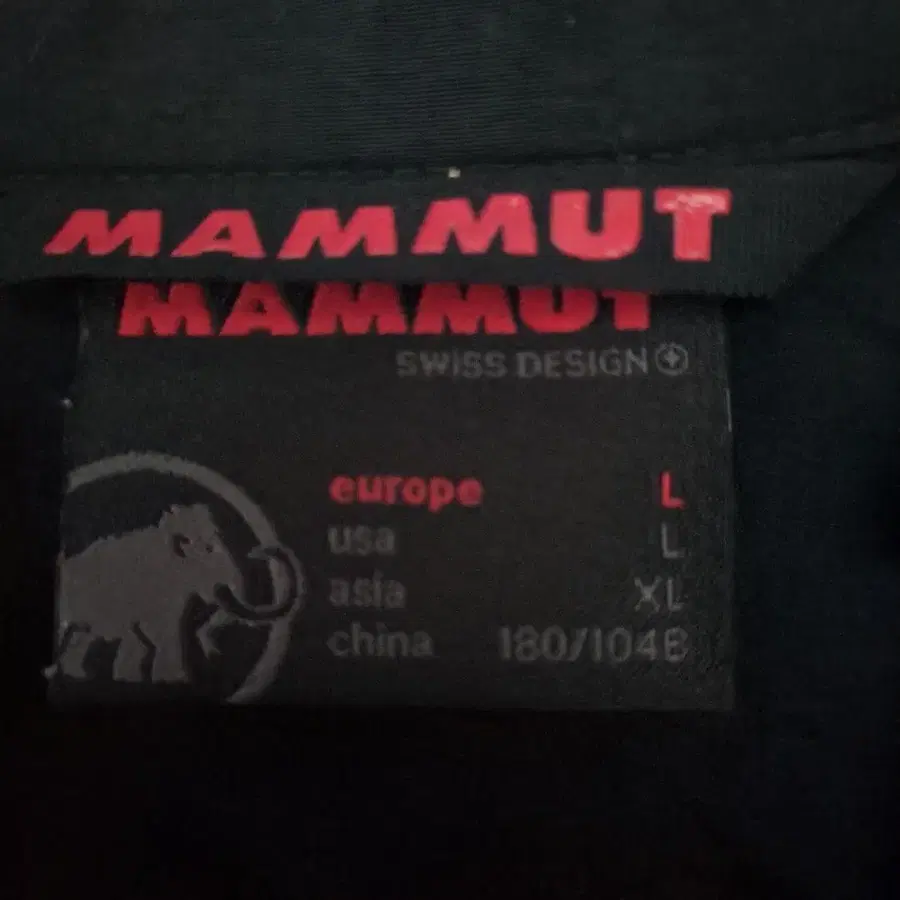 MAMMUT
MAMMUT
SWISS DESIGN
europe L
usa L
asia XL
china 180/104B